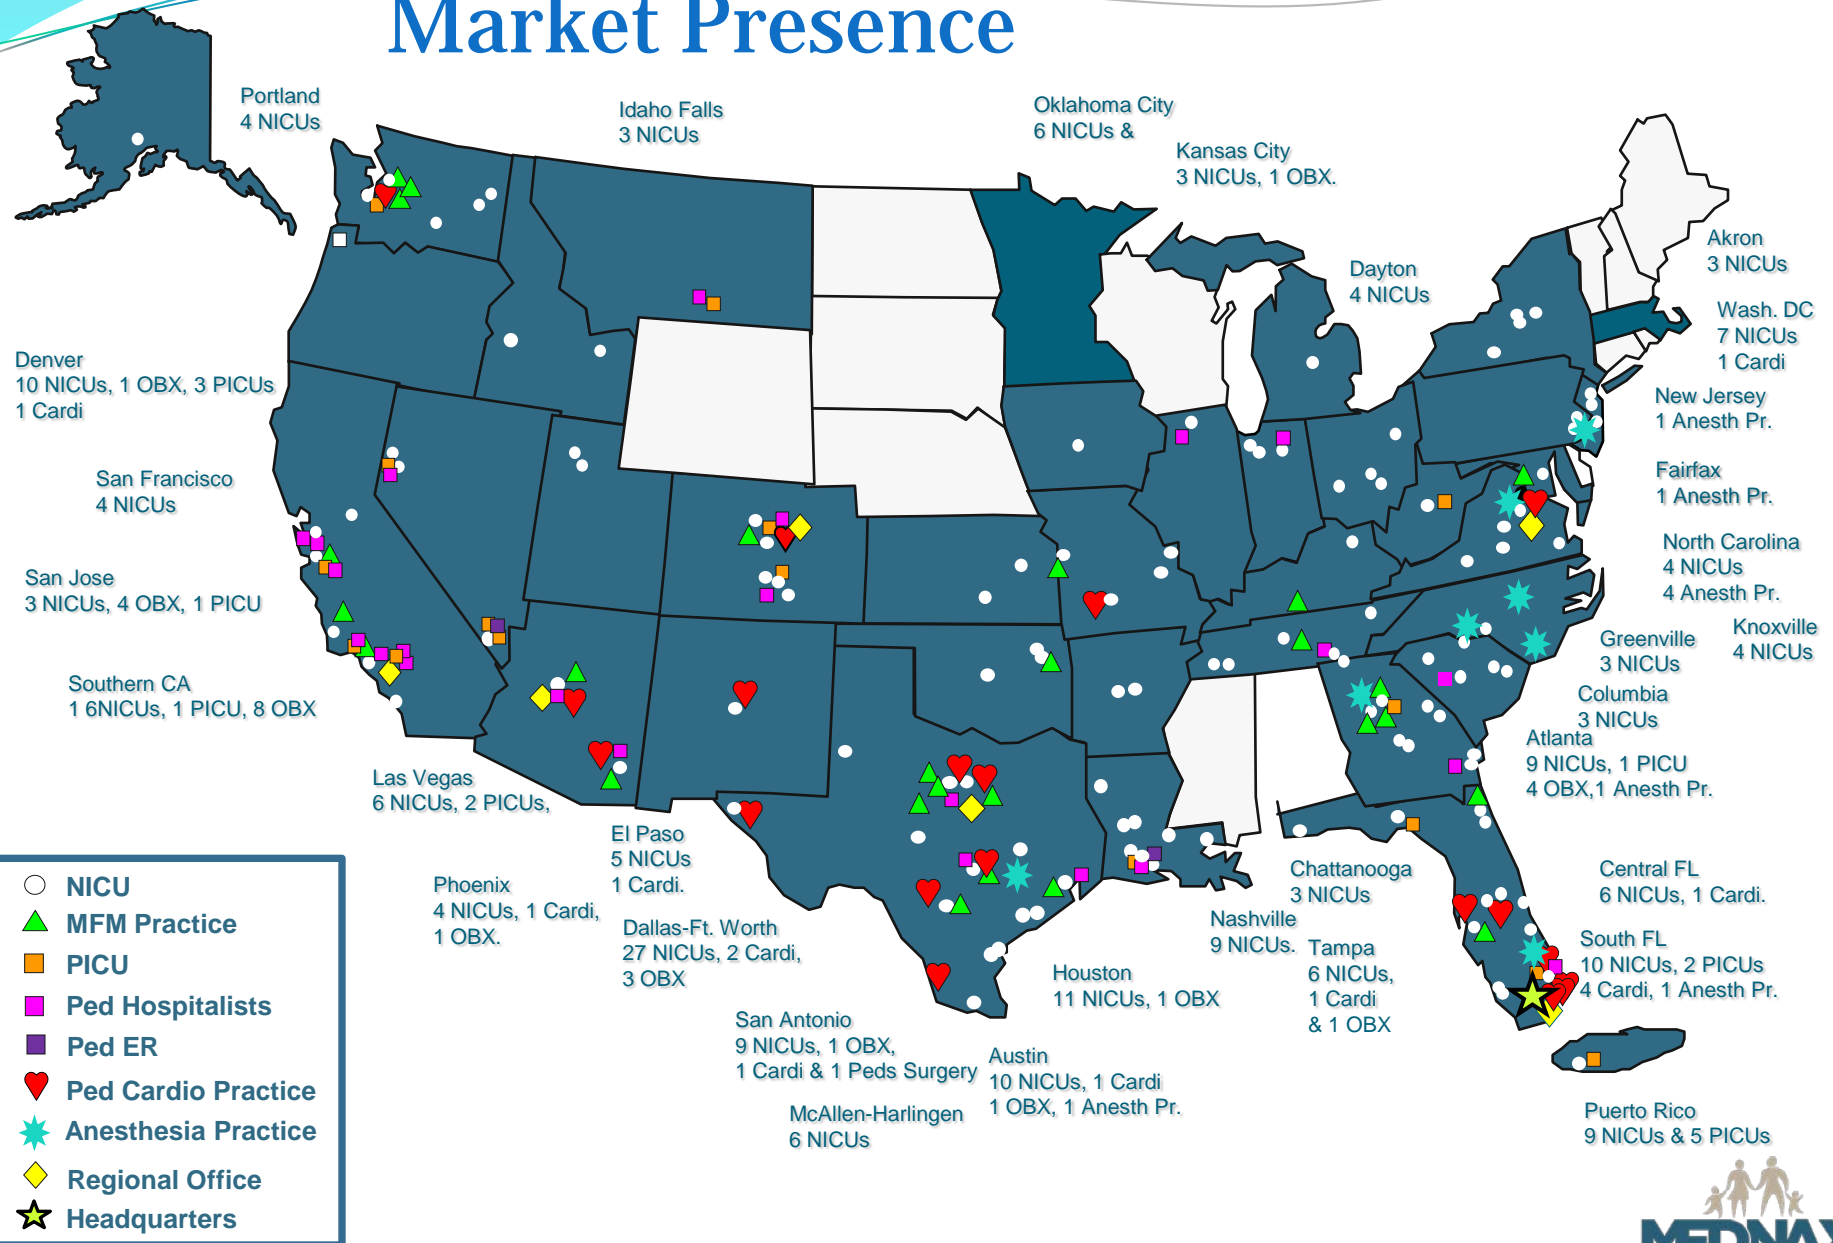 Market Presence
Portland
4 NICUs
Idaho Falls
3 NICUs
Oklahoma City
6 NICUs &
Kansas City
3 NICUs, 1 OBX.
Dayton
4 NICUs
Akron
3 NICUs
Wash. DC
7 NICUs
1 Cardi
New Jersey
1 Anesth Pr.
Fairfax
1 Anesth Pr.
North Carolina
4 NICUs
4 Anesth Pr.
Greenville
3 NICUs
Knoxville
4 NICUs
Columbia
3 NICUs
Atlanta
9 NICUs, 1 PICU
4 OBX,1 Anesth Pr.
Denver
10 NICUs, 1 OBX, 3 PICUs
1 Cardi
San Francisco
4 NICUs
San Jose
3 NICUs, 4 OBX, 1 PICU
Southern CA
1 6NICUs, 1 PICU, 8 OBX
Las Vegas
6 NICUs, 2 PICUs,
El Paso
5 NICUs
1 Cardi.
Phoenix
4 NICUs, 1 Cardi,
1 OBX.
Dallas-Ft. Worth
27 NICUs, 2 Cardi,
3 OBX
San Antonio
9 NICUs, 1 OBX,
1 Cardi & 1 Peds Surgery
McAllen-Harlingen
6 NICUs
Austin
10 NICUs, 1 Cardi
1 OBX, 1 Anesth Pr.
Houston
11 NICUs, 1 OBX
Chattanooga
3 NICUs
Nashville
9 NICUs.
Tampa
6 NICUs,
1 Cardi
& 1 OBX
Central FL
6 NICUs, 1 Cardi.
South FL
10 NICUs, 2 PICUs
4 Cardi, 1 Anesth Pr.
Puerto Rico
9 NICUs & 5 PICUs
NICU
MFM Practice
PICU
Ped Hospitalists
Ped ER
Ped Cardio Practice
Anesthesia Practice
Regional Office
Headquarters
MEDNAX